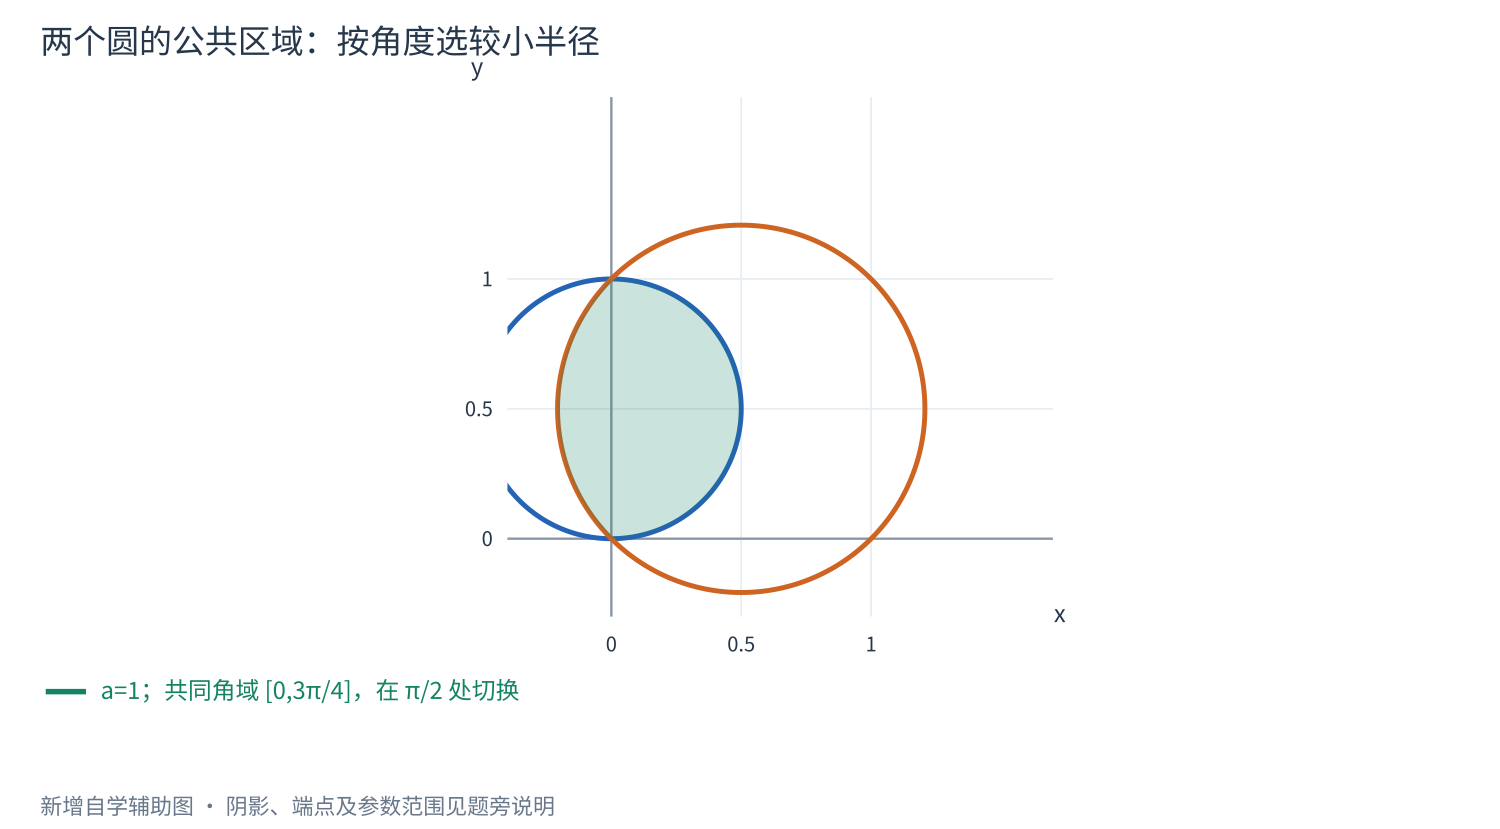 两个圆的公共区域：按角度选较小半径
y
1
0.5
0
x
0
0.5
1
a=1；共同角域 [0,3π/4]，在 π/2 处切换
新增自学辅助图 · 阴影、端点及参数范围见题旁说明